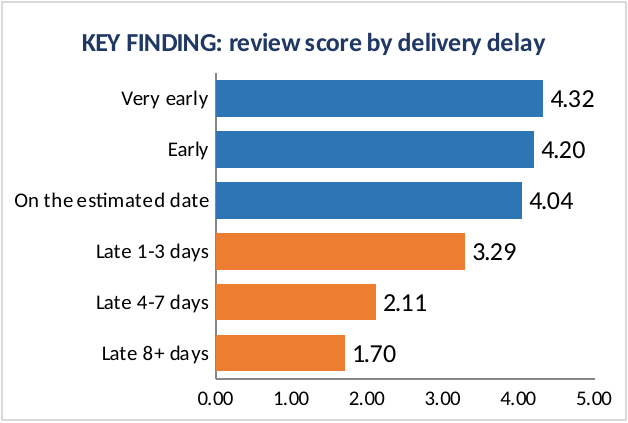 KEY FINDING: review score by delivery delay
Very early 4.32
Early 4.20
On the estimated date 4.04
Late 1-3 days 3.29
Late 4-7 days 2.11
Late 8+ days 1.70
0.00 1.00 2.00 3.00 4.00 5.00